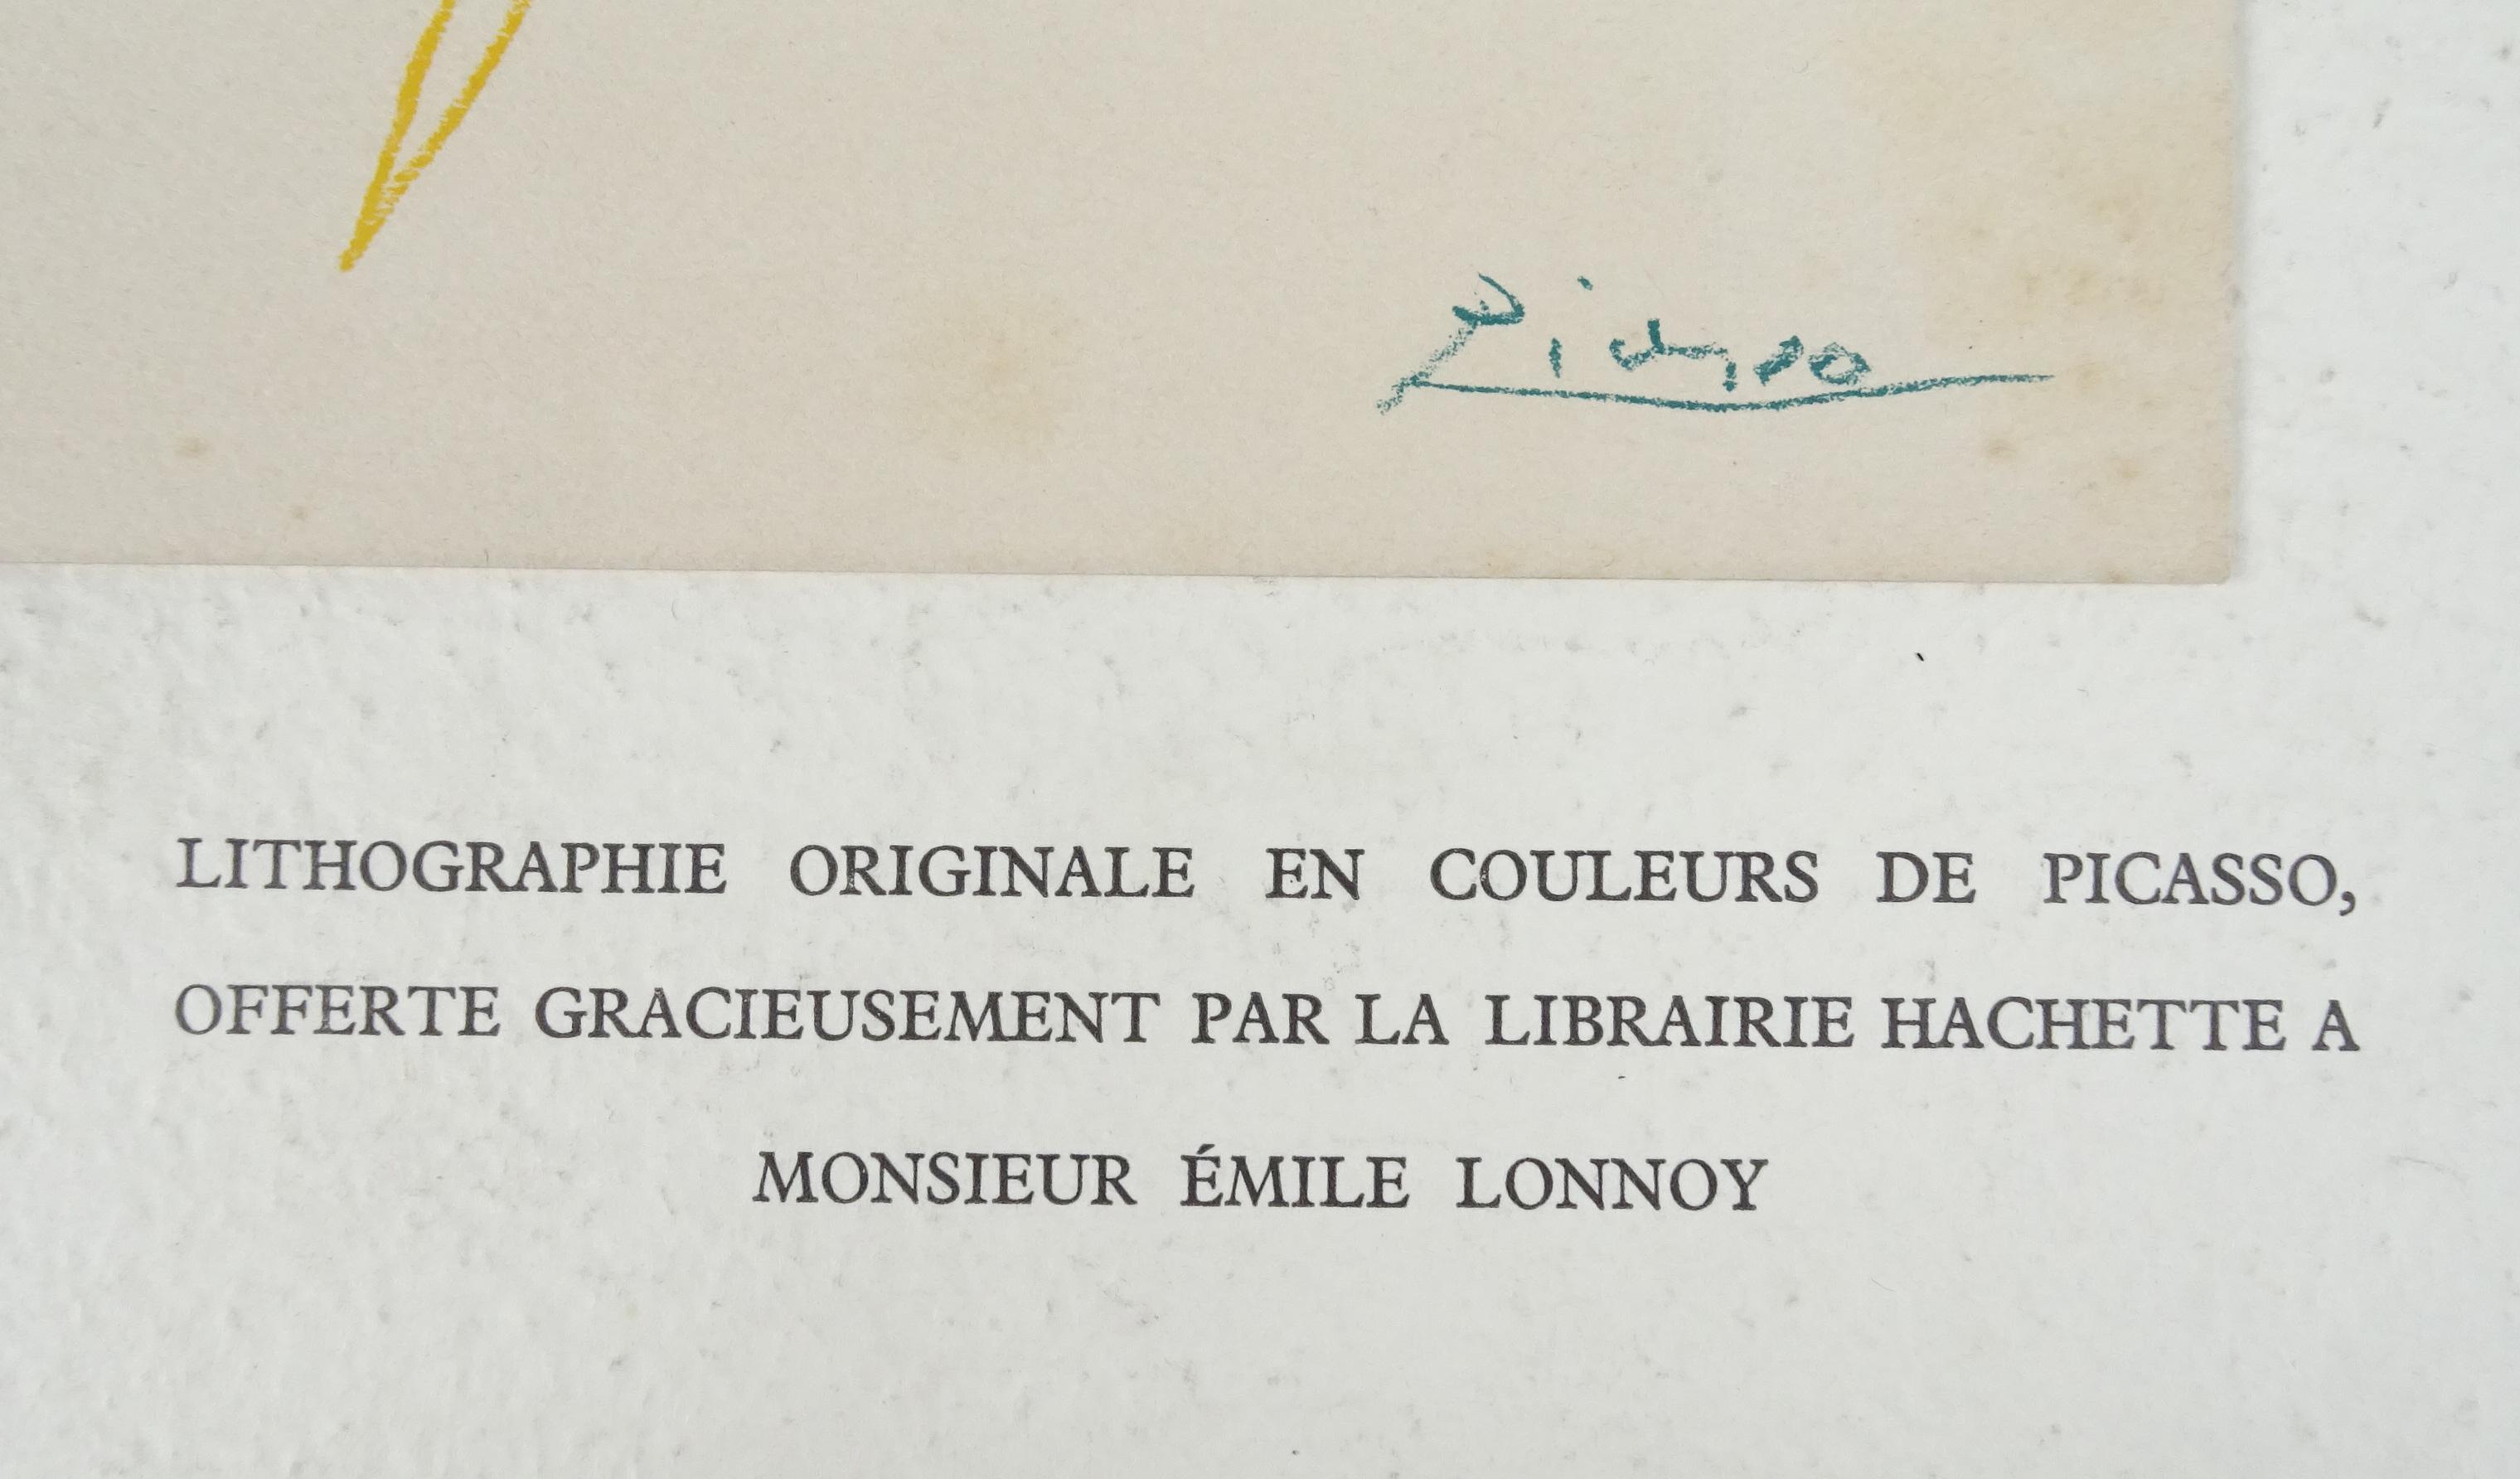 Picasso
LITHOGRAPHIE ORIGINALE EN COULEURS DE PICASSO,
OFFERTE GRACIEUSEMENT PAR LA LIBRAIRIE HACHETTE A
MONSIEUR ÉMILE LONNOY